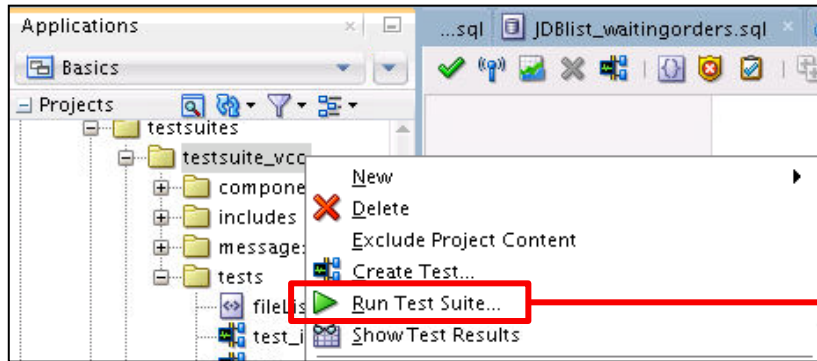 Applications
Basics
Projects
testsuites
testsuite_vcc
compone
includes
message
tests
fileLis
test_i
New
Delete
Exclude Project Content
Create Test...
Run Test Suite...
Show Test Results
...sql JDBlist_waitingorders.sql